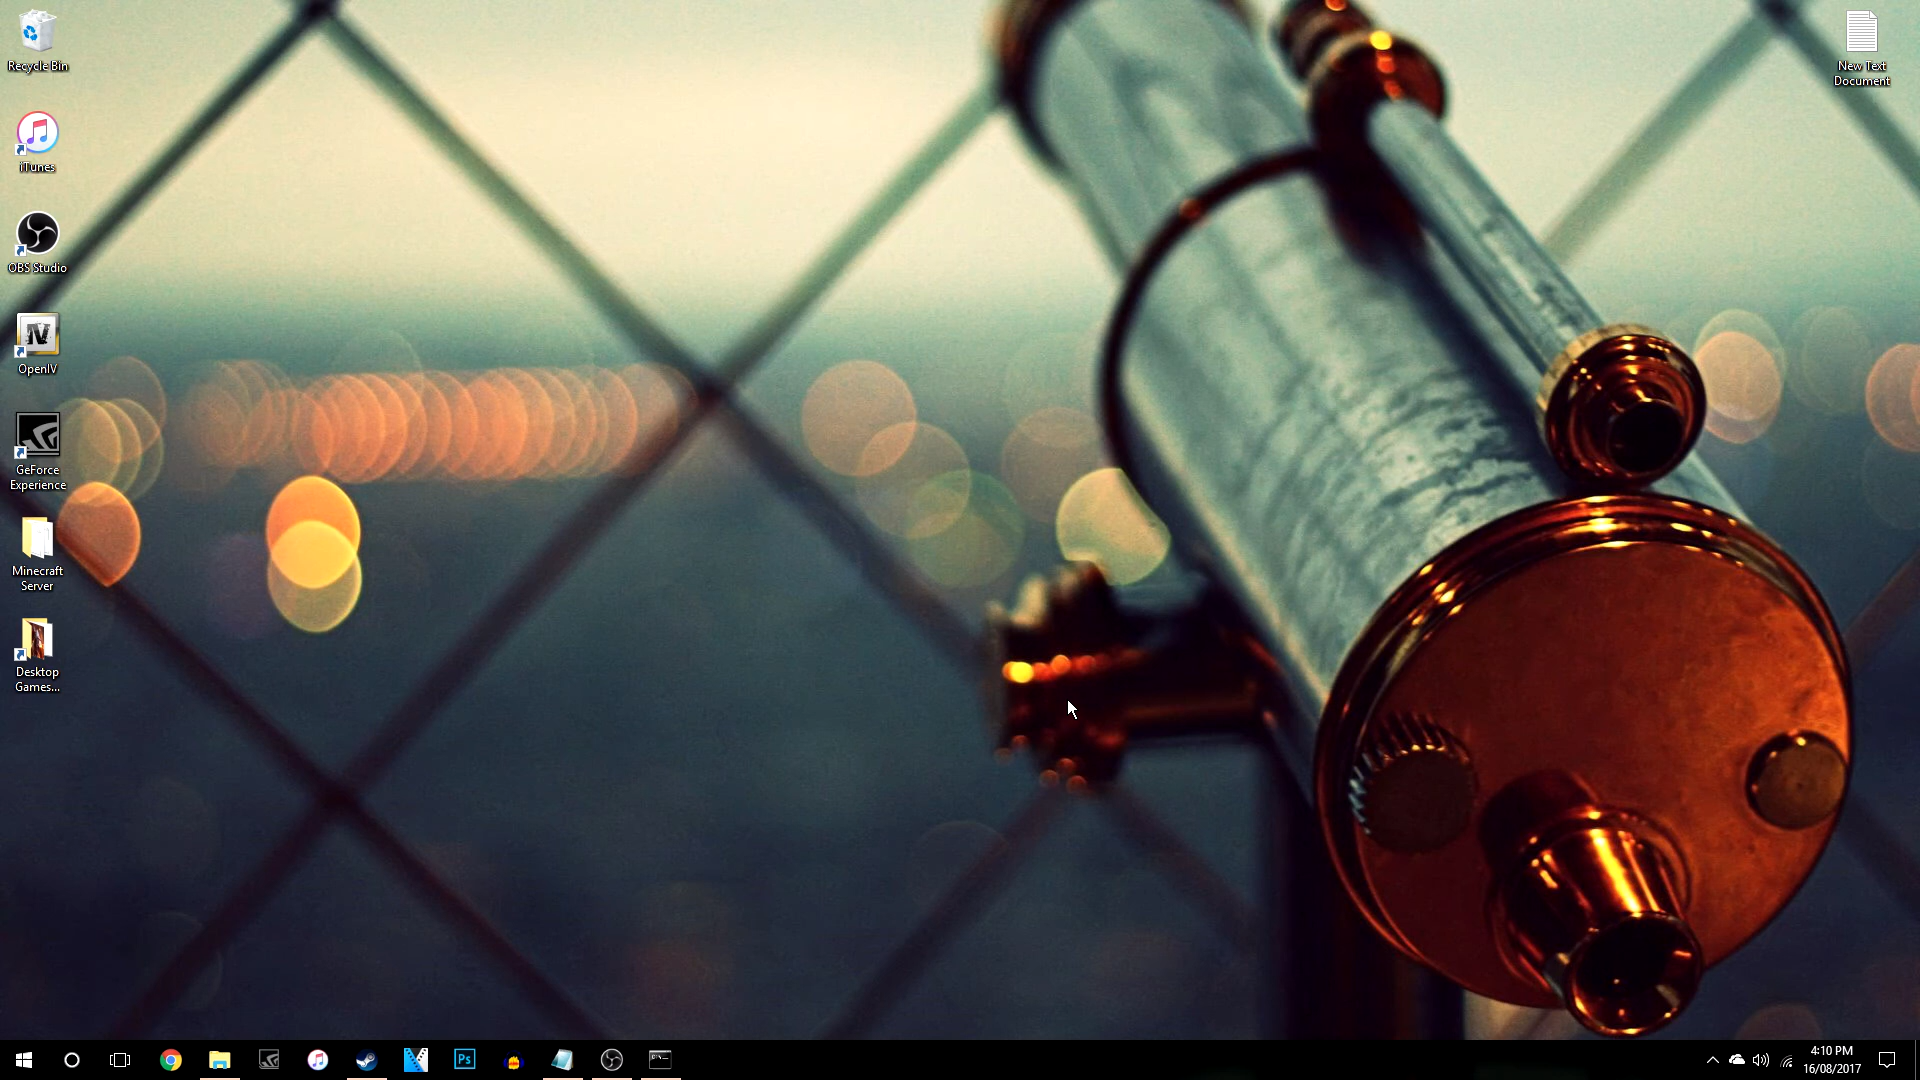 Recycle Bin
iTunes
OBS Studio
OpenIV
GeForce
Experience
Minecraft
Server
Desktop
Games...
New Text
Document
Ps
4:10 PM
16/08/2017